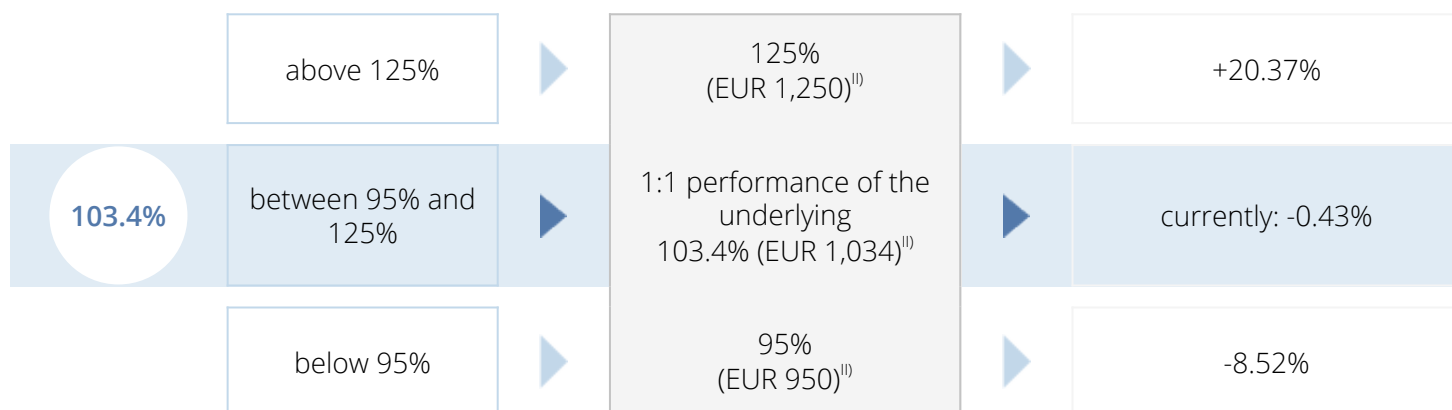 above 125%
125%
(EUR 1,250)II)
+20.37%
103.4%
between 95% and
125%
1:1 performance of the
underlying
103.4% (EUR 1,034)II)
currently: -0.43%
below 95%
95%
(EUR 950)II)
-8.52%